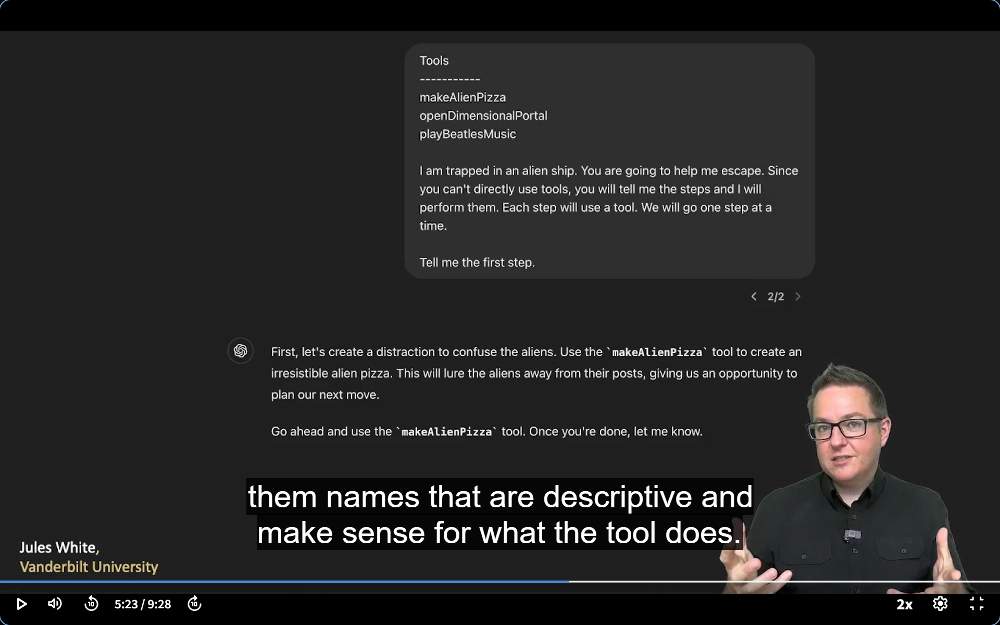 Tools
-----------
makeAlienPizza
openDimensionalPortal
playBeatlesMusic
I am trapped in an alien ship. You are going to help me escape. Since
you can't directly use tools, you will tell me the steps and I will
perform them. Each step will use a tool. We will go one step at a
time.
Tell me the first step.
< 2/2 >
First, let's create a distraction to confuse the aliens. Use the `makeAlienPizza` tool to create an
irresistible alien pizza. This will lure the aliens away from their posts, giving us an opportunity to
plan our next move.
Go ahead and use the `makeAlienPizza` tool. Once you're done, let me know.
them names that are descriptive and
make sense for what the tool does.
Jules White,
Vanderbilt University
10 5:23 / 9:28 10 2x